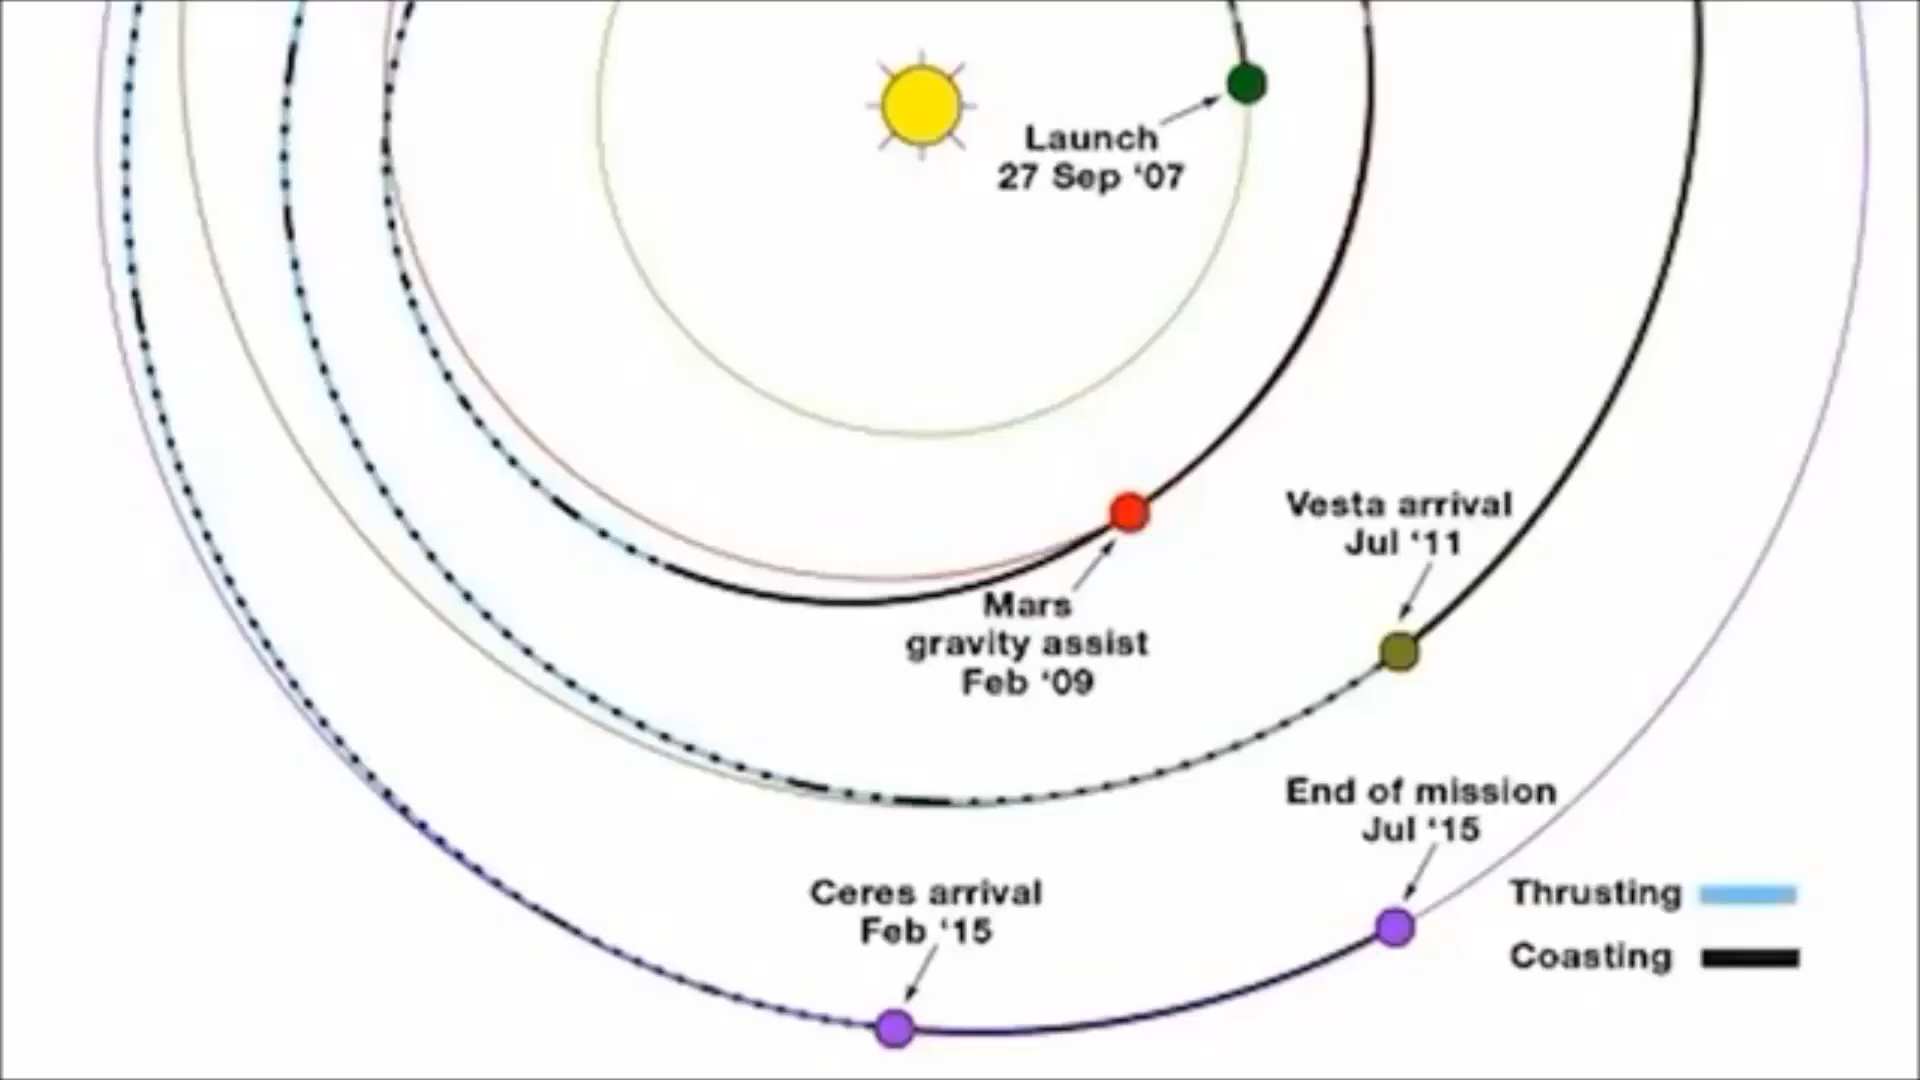 Launch
27 Sep ‘07
Vesta arrival
Jul ‘11
Mars
gravity assist
Feb ‘09
End of mission
Jul ‘15
Ceres arrival
Feb ‘15
Thrusting
Coasting